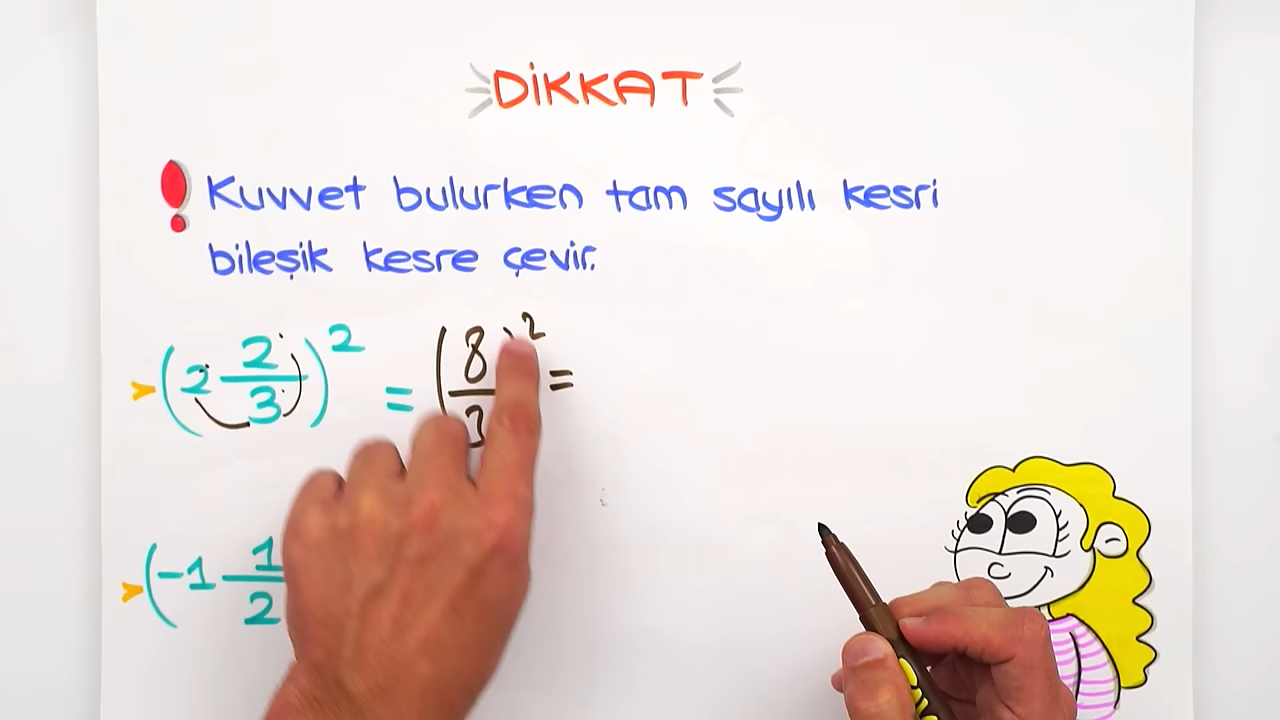 DİKKAT
! Kuvvet bulurken tam sayılı kesri
bileşik kesre çevir.
(2 2/3)^2 = (8/3)^2 =
(-1 1/2